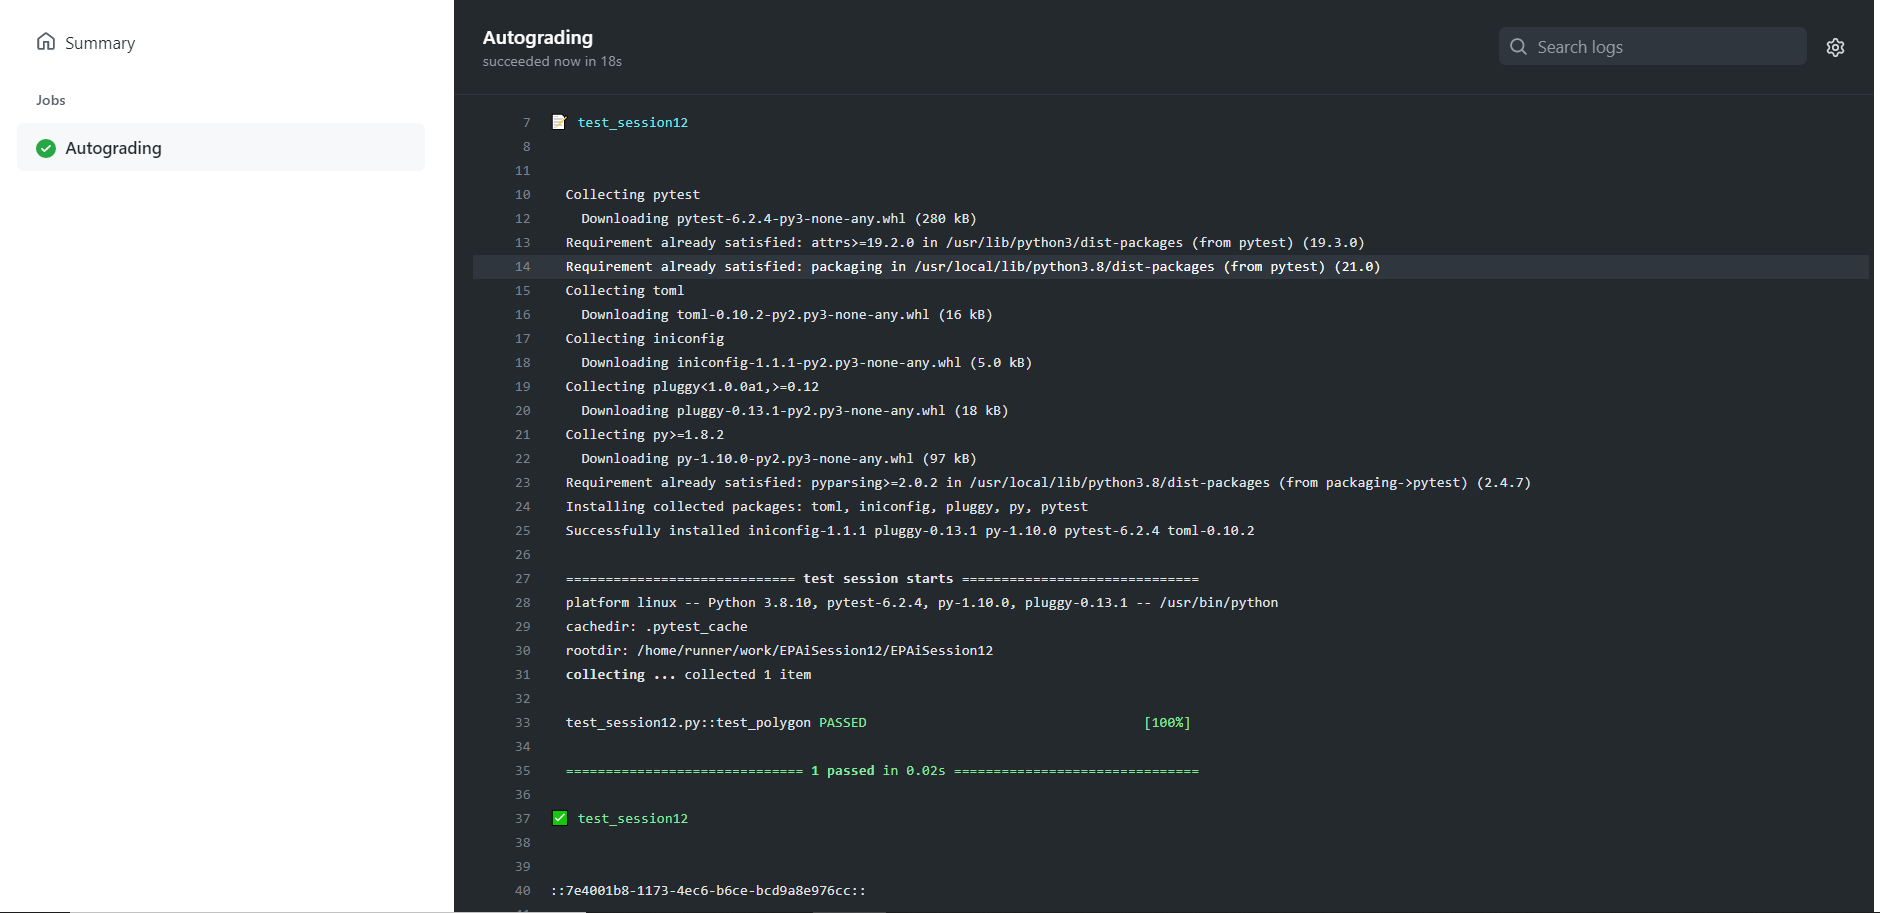 Summary
Jobs
Autograding
Autograding
succeeded now in 18s
Search logs
7 test_session12
8
11
10 Collecting pytest
12 Downloading pytest-6.2.4-py3-none-any.whl (280 kB)
13 Requirement already satisfied: attrs>=19.2.0 in /usr/lib/python3/dist-packages (from pytest) (19.3.0)
14 Requirement already satisfied: packaging in /usr/local/lib/python3.8/dist-packages (from pytest) (21.0)
15 Collecting toml
16 Downloading toml-0.10.2-py2.py3-none-any.whl (16 kB)
17 Collecting iniconfig
18 Downloading iniconfig-1.1.1-py2.py3-none-any.whl (5.0 kB)
19 Collecting pluggy<1.0.0a1,>=0.12
20 Downloading pluggy-0.13.1-py2.py3-none-any.whl (18 kB)
21 Collecting py>=1.8.2
22 Downloading py-1.10.0-py2.py3-none-any.whl (97 kB)
23 Requirement already satisfied: pyparsing>=2.0.2 in /usr/local/lib/python3.8/dist-packages (from packaging->pytest) (2.4.7)
24 Installing collected packages: toml, iniconfig, pluggy, py, pytest
25 Successfully installed iniconfig-1.1.1 pluggy-0.13.1 py-1.10.0 pytest-6.2.4 toml-0.10.2
26
27 ============================= test session starts ==============================
28 platform linux -- Python 3.8.10, pytest-6.2.4, py-1.10.0, pluggy-0.13.1 -- /usr/bin/python
29 cachedir: .pytest_cache
30 rootdir: /home/runner/work/EPAiSession12/EPAiSession12
31 collecting ... collected 1 item
32
33 test_session12.py::test_polygon PASSED [100%]
34
35 ============================== 1 passed in 0.02s ===============================
36
37 test_session12
38
39
40 ::7e4001b8-1173-4ec6-b6ce-bcd9a8e976cc::